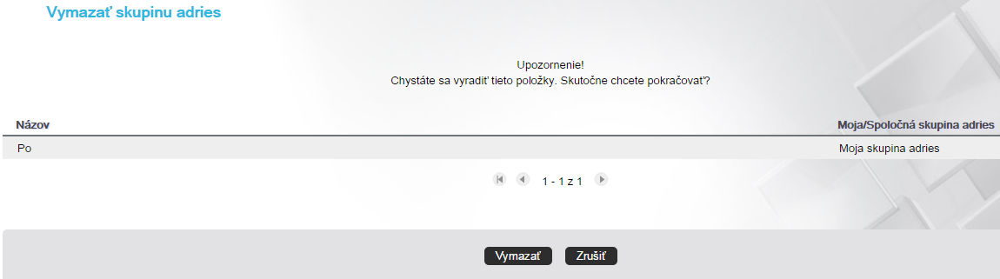 Vymazať skupinu adries
Upozornenie!
Chystáte sa vyradiť tieto položky. Skutočne chcete pokračovať?
Názov Moja/Spoločná skupina adries
Po Moja skupina adries
1 - 1 z 1
Vymazať Zrušiť